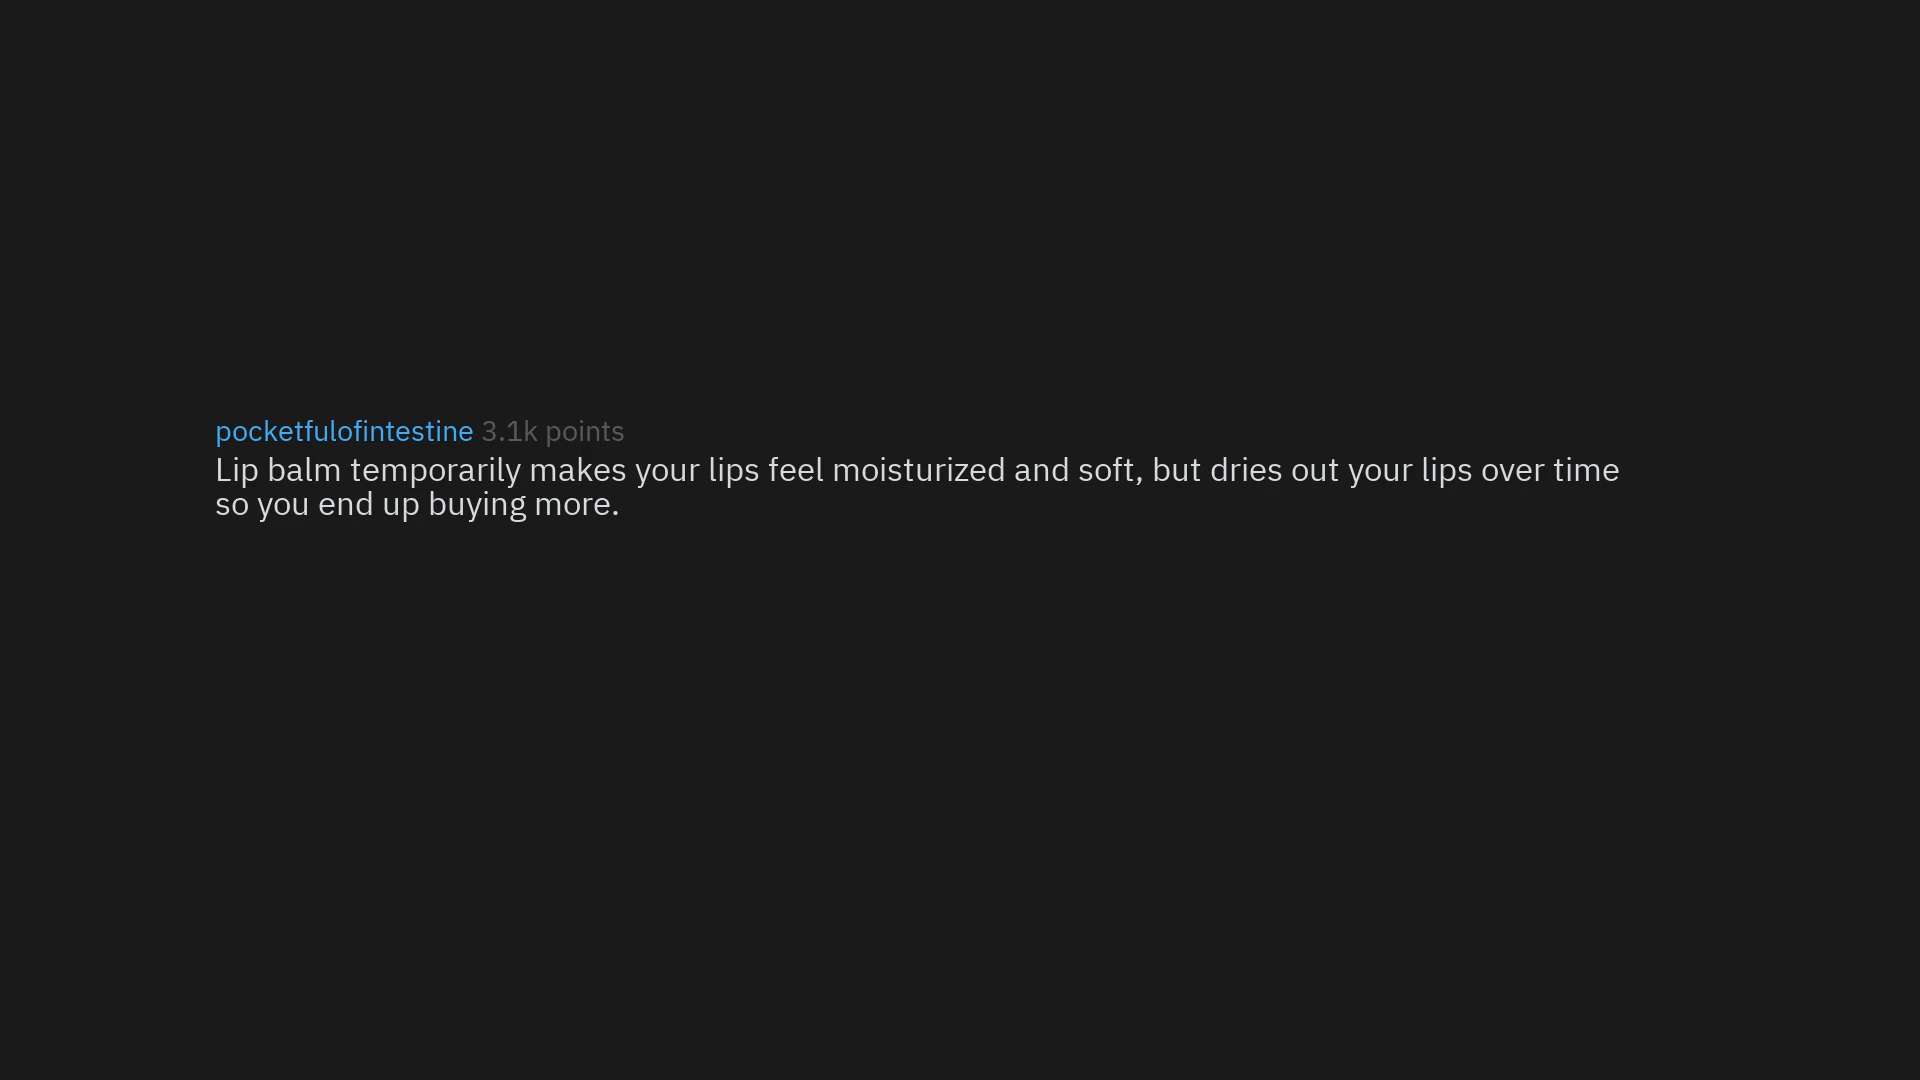 pocketfulofintestine 3.1k points
Lip balm temporarily makes your lips feel moisturized and soft, but dries out your lips over time
so you end up buying more.